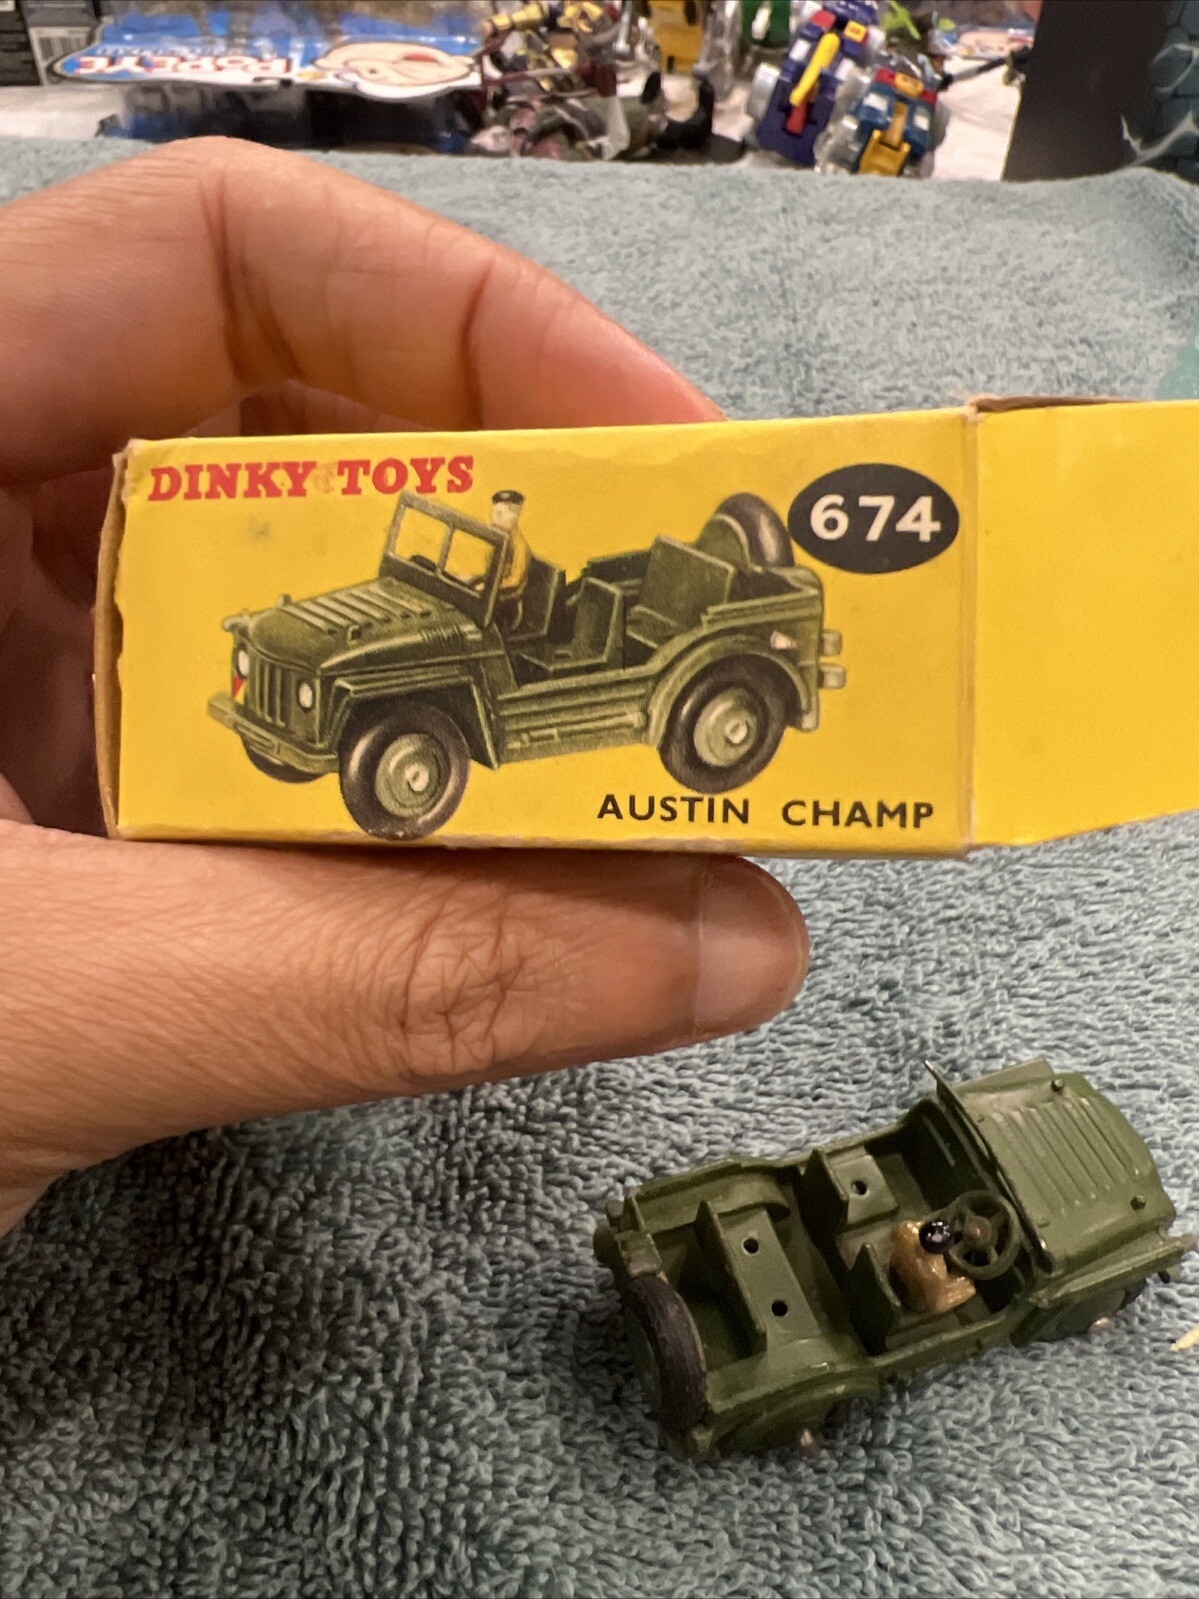 POPEYE
DINKY TOYS
674
AUSTIN CHAMP